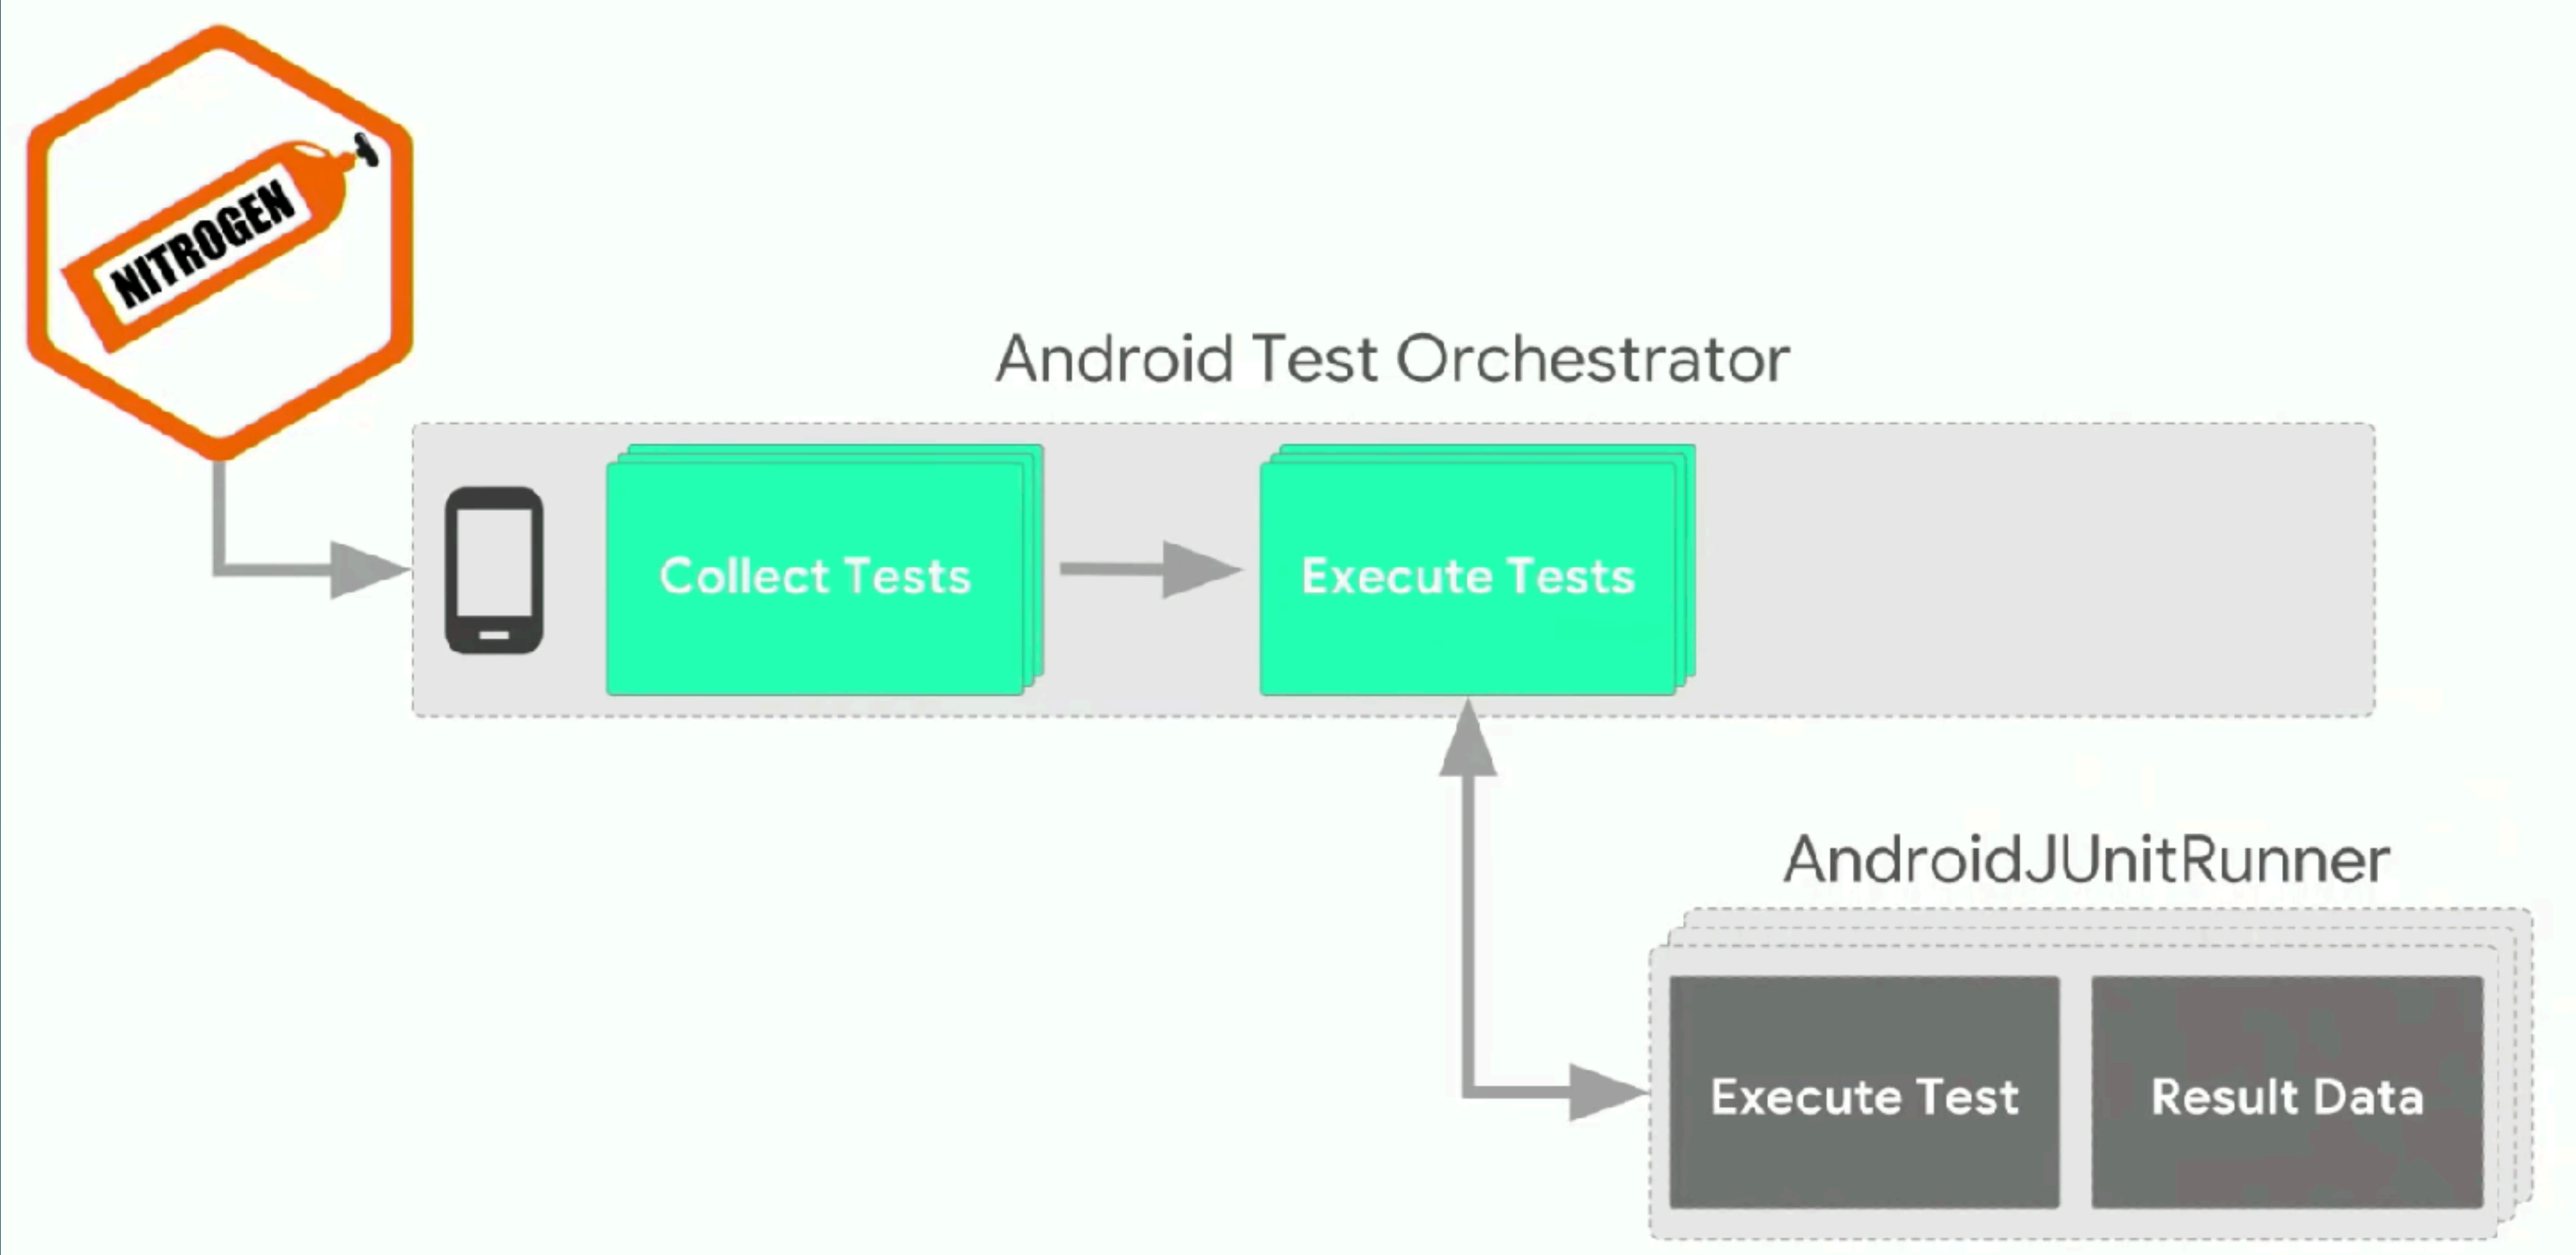 NITROGEN
Android Test Orchestrator
Collect Tests
Execute Tests
AndroidJUnitRunner
Execute Test
Result Data